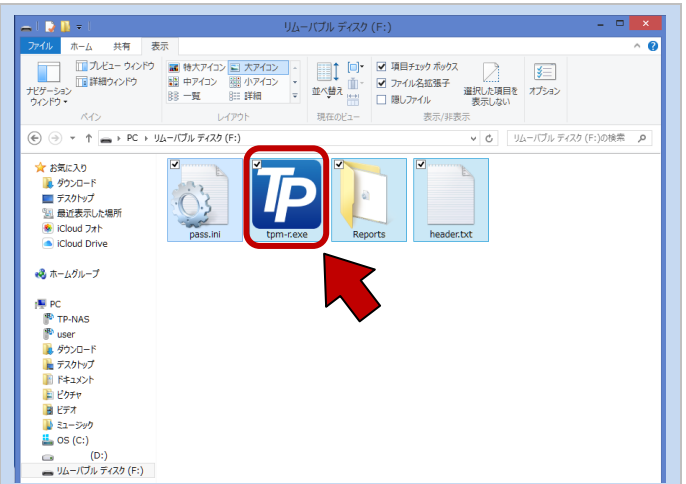 リムーバブル ディスク (F:)
ファイル ホーム 共有 表示
ナビゲーション ウィンドウ
プレビュー ウィンドウ
詳細ウィンドウ
ペイン
特大アイコン 大アイコン
中アイコン 小アイコン
一覧 詳細
レイアウト
並べ替え
現在のビュー
項目チェック ボックス
ファイル名拡張子
隠しファイル
選択した項目を
表示しない
表示/非表示
オプション
PC リムーバブル ディスク (F:)
リムーバブル ディスク (F:)の検索
お気に入り
ダウンロード
デスクトップ
最近表示した場所
iCloud フォト
iCloud Drive
ホームグループ
PC
TP-NAS
user
ダウンロード
デスクトップ
ドキュメント
ピクチャ
ビデオ
ミュージック
OS (C:)
(D:)
リムーバブル ディスク (F:)
TP
pass.ini
tpm-r.exe
Reports
header.txt